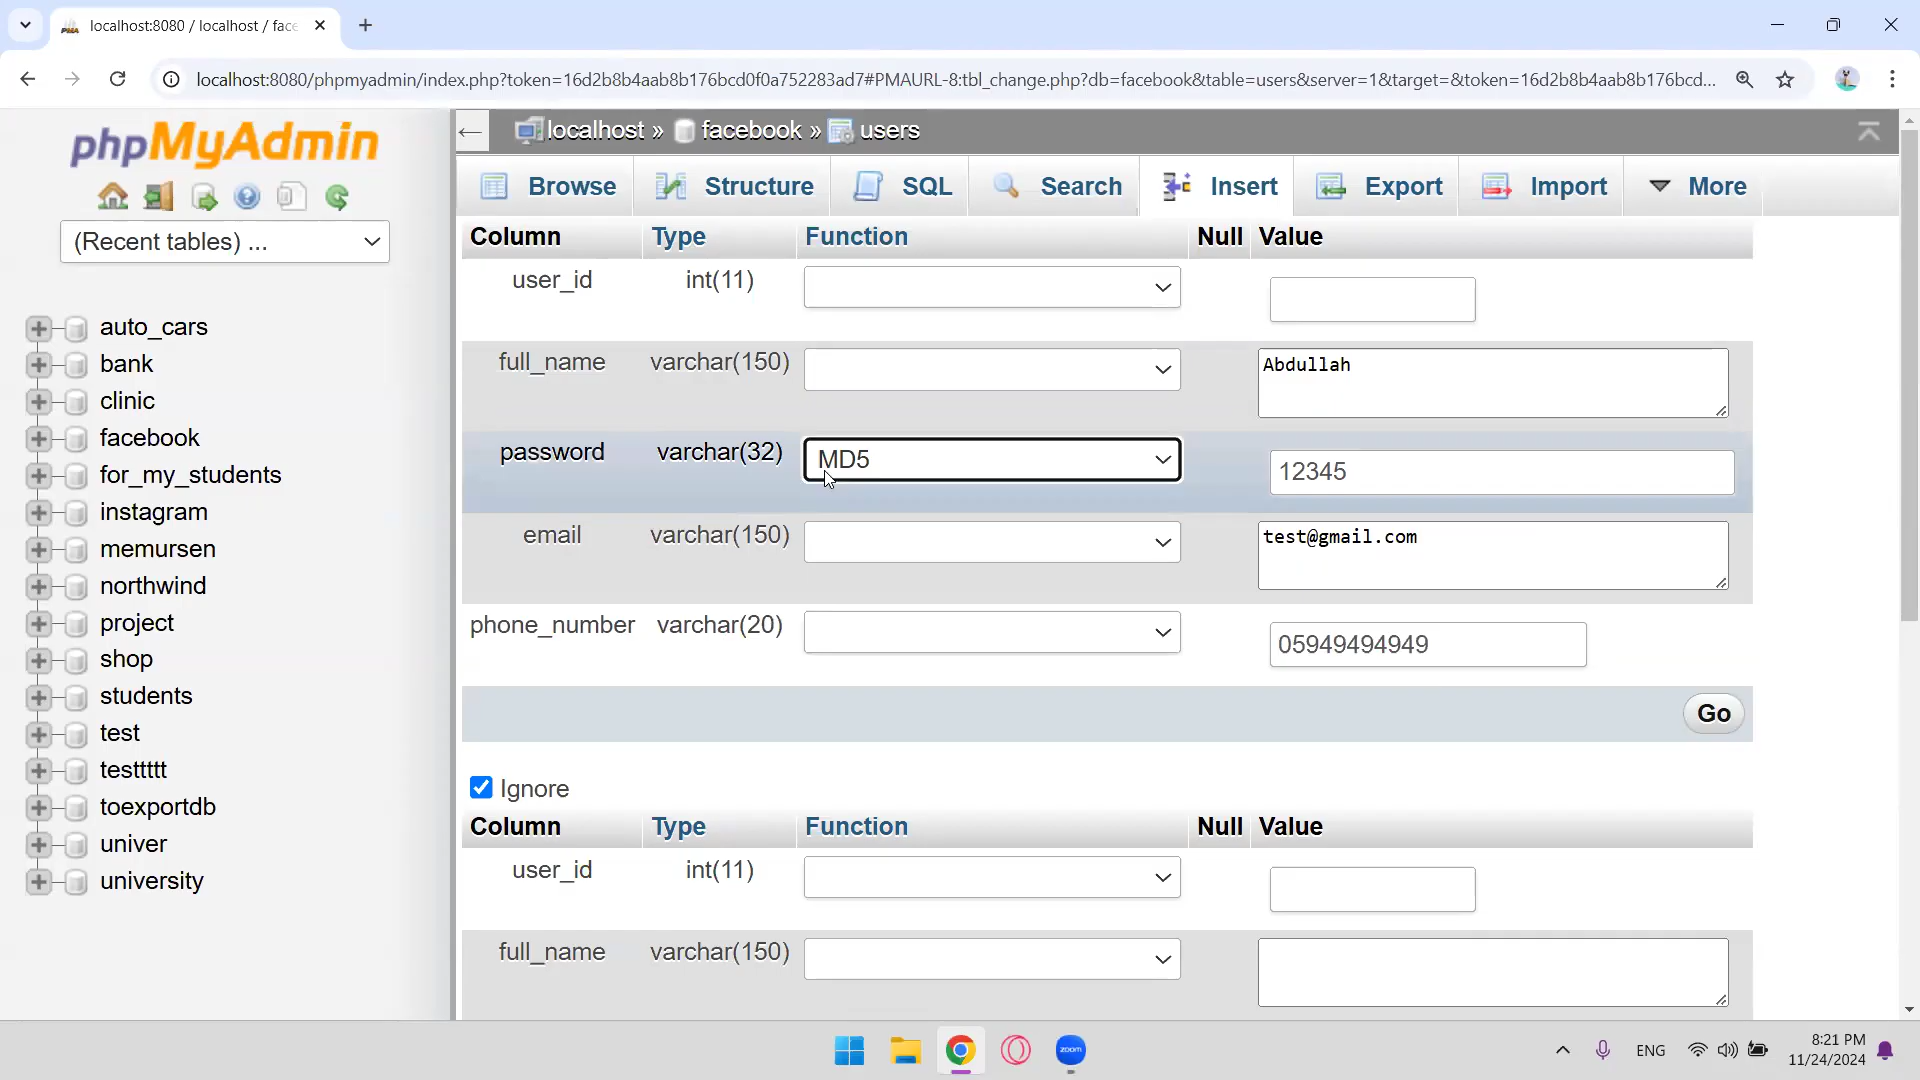 localhost:8080 / localhost / face
localhost:8080/phpmyadmin/index.php?token=16d2b8b4aab8b176bcd0f0a752283ad7#PMAURL-8:tbl_change.php?db=facebook&table=users&server=1&target=&token=16d2b8b4aab8b176bcd...
phpMyAdmin
(Recent tables) ...
auto_cars
bank
clinic
facebook
for_my_students
instagram
memursen
northwind
project
shop
students
test
testtttt
toexportdb
univer
university
localhost » facebook » users
Browse Structure SQL Search Insert Export Import More
Column Type Function Null Value
user_id int(11)
full_name varchar(150) Abdullah
password varchar(32) MD5 12345
email varchar(150) test@gmail.com
phone_number varchar(20) 05949494949
Go
Ignore
Column Type Function Null Value
user_id int(11)
full_name varchar(150)
zoom
ENG
8:21 PM
11/24/2024